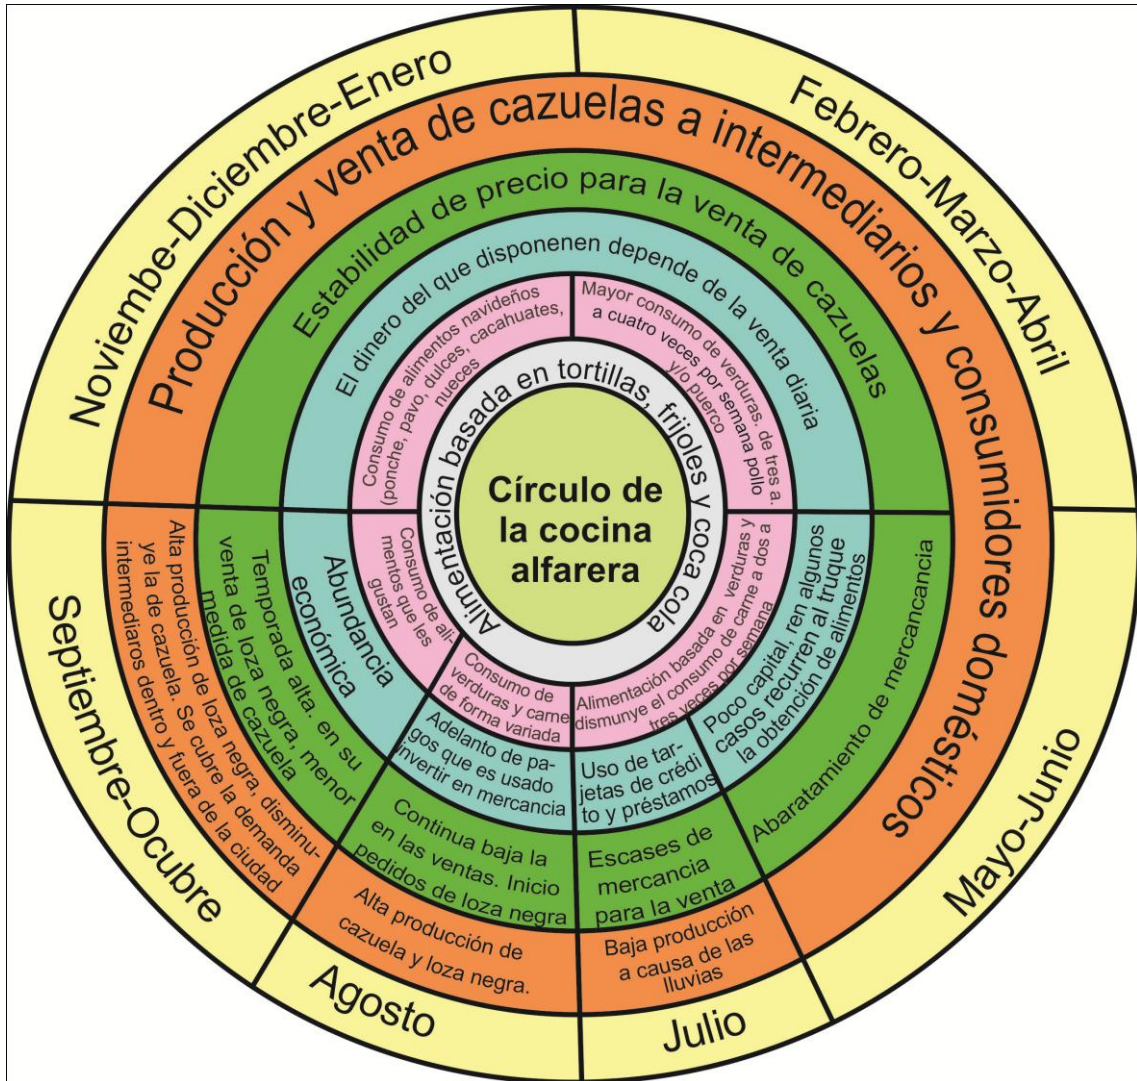 Noviembe-Diciembre-Enero
Febrero-Marzo-Abril
Mayo-Junio
Julio
Agosto
Septiembre-Ocubre
Producción y venta de cazuelas a intermediarios y consumidores domésticos
Baja producción
a causa de las
lluvias
Alta producción de
cazuela y loza negra.
Alta producción de loza negra, disminu-
ye la de cazuela. Se cubre la demanda
intermediaros dentro y fuera de la ciudad
Estabilidad de precio para la venta de cazuelas
Abaratamiento de mercancancia
Escases de
mercancia
para la venta
Continua baja la
en las ventas. Inicio
pedidos de loza negra
Temporada alta. en su
venta de loza negra, menor
medida de cazuela
El dinero del que disponenen depende de la venta diaria
Poco capital, ren algunos
casos recurren al truque
la obtención de alimentos
Uso de tar-
jetas de crédi
to y préstamos
Adelanto de pa-
gos que es usado
invertir en mercancia
Abundancia
económica
Consumo de alimentos navideños
(ponche, pavo, dulces, cacahuates,
nueces
Mayor consumo de verduras. de tres a.
a cuatro veces por semana pollo
y/o puerco
Alimentación basada en verduras y
dismunye el consumo de carne a dos a
tres veces por semana
Consumo de
verduras y carne
de forma variada
Consumo de ali-
mentos que les
gustan
Alimentación basada en tortillas, frijoles y coca cola
Círculo de
la cocina
alfarera